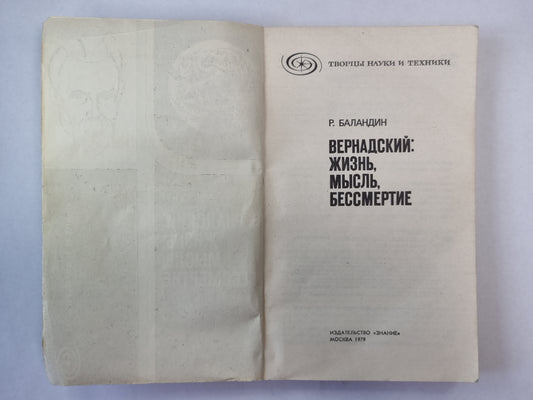 ТВОРЦЫ НАУКИ И ТЕХНИКИ
Р. БАЛАНДИН
ВЕРНАДСКИЙ:
ЖИЗНЬ,
МЫСЛЬ,
БЕССМЕРТИЕ
ИЗДАТЕЛЬСТВО «ЗНАНИЕ»
МОСКВА 1979